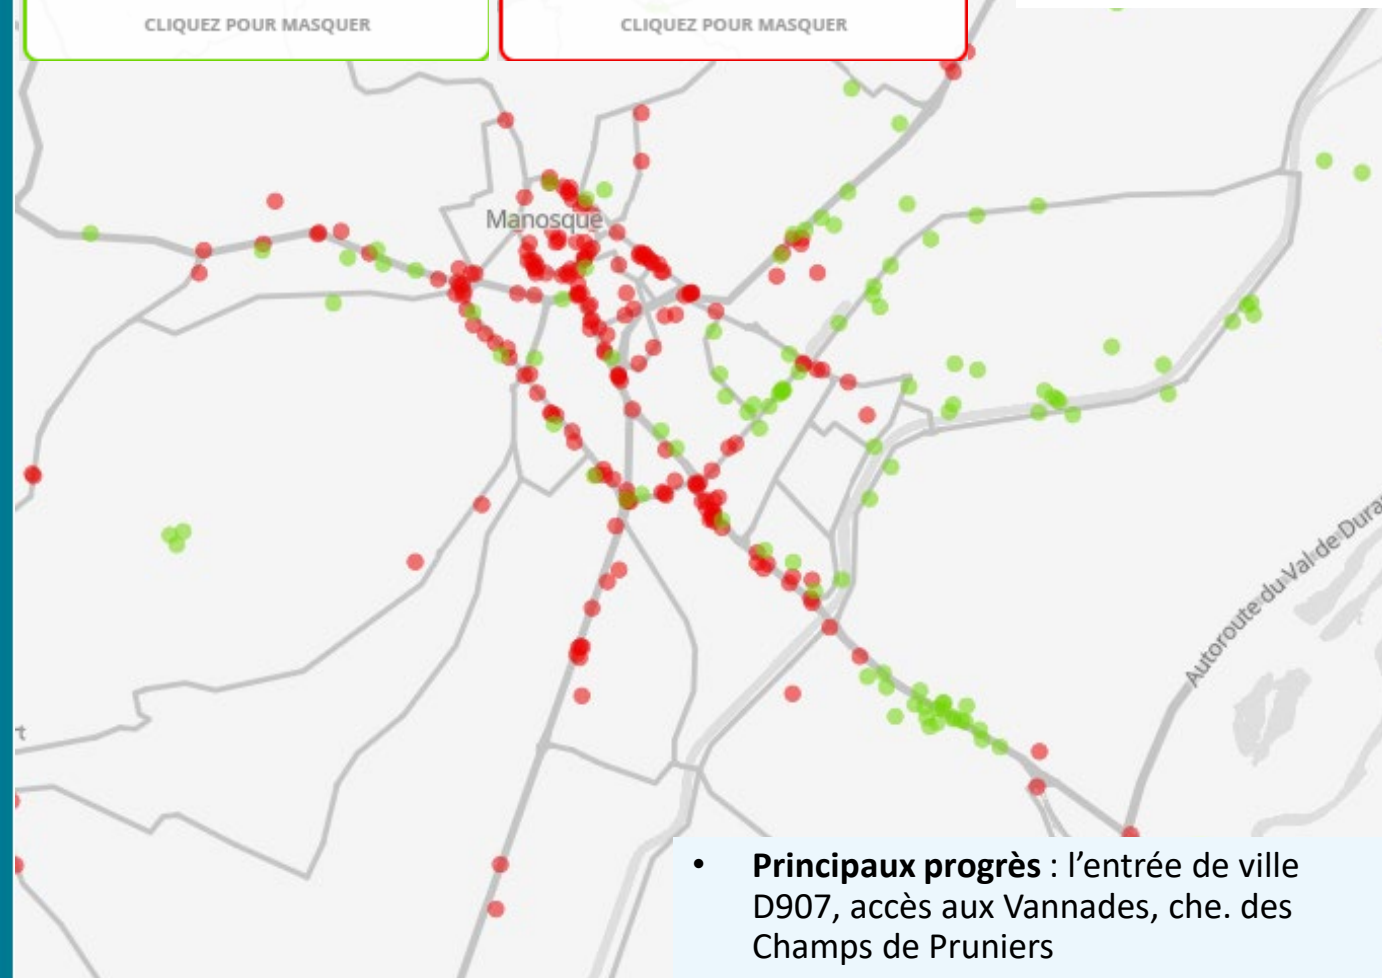 CLIQUEZ POUR MASQUER
CLIQUEZ POUR MASQUER
Manosque
Autoroute du Val de Dura
t
• Principaux progrès : l’entrée de ville
D907, accès aux Vannades, che. des
Champs de Pruniers